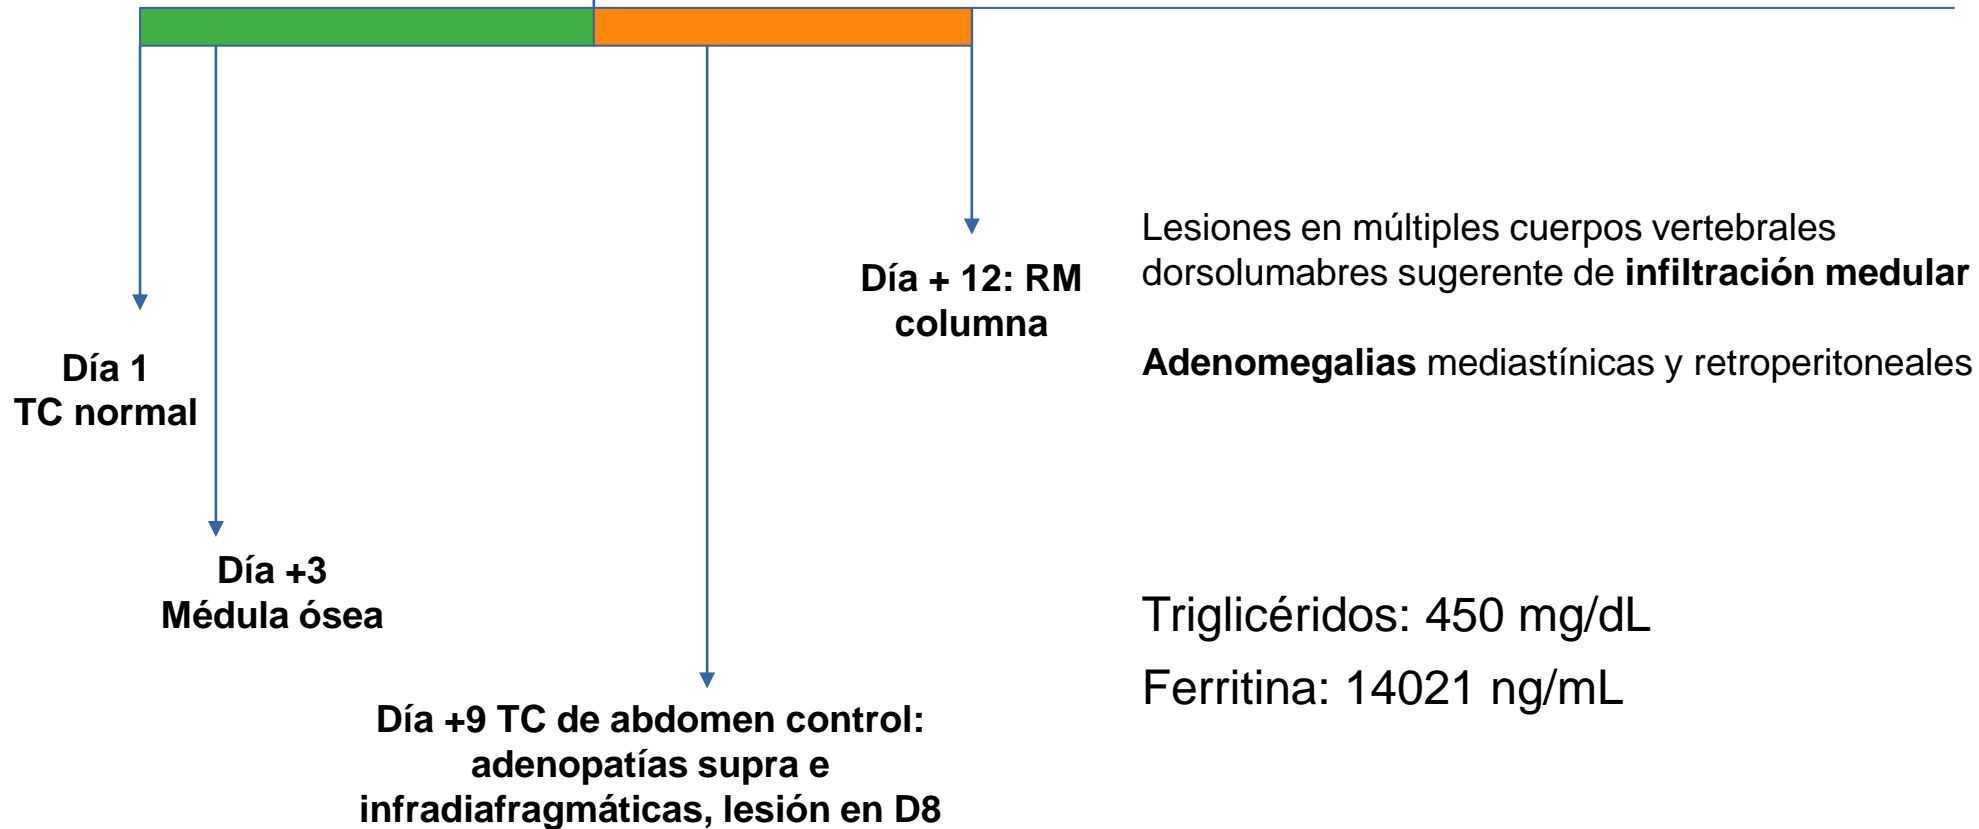 Día 1
TC normal
Día +3
Médula ósea
Día +9 TC de abdomen control:
adenopatías supra e
infradiafragmáticas, lesión en D8
Día + 12: RM
columna
Lesiones en múltiples cuerpos vertebrales
dorsolumabres sugerente de infiltración medular
Adenomegalias mediastínicas y retroperitoneales
Triglicéridos: 450 mg/dL
Ferritina: 14021 ng/mL